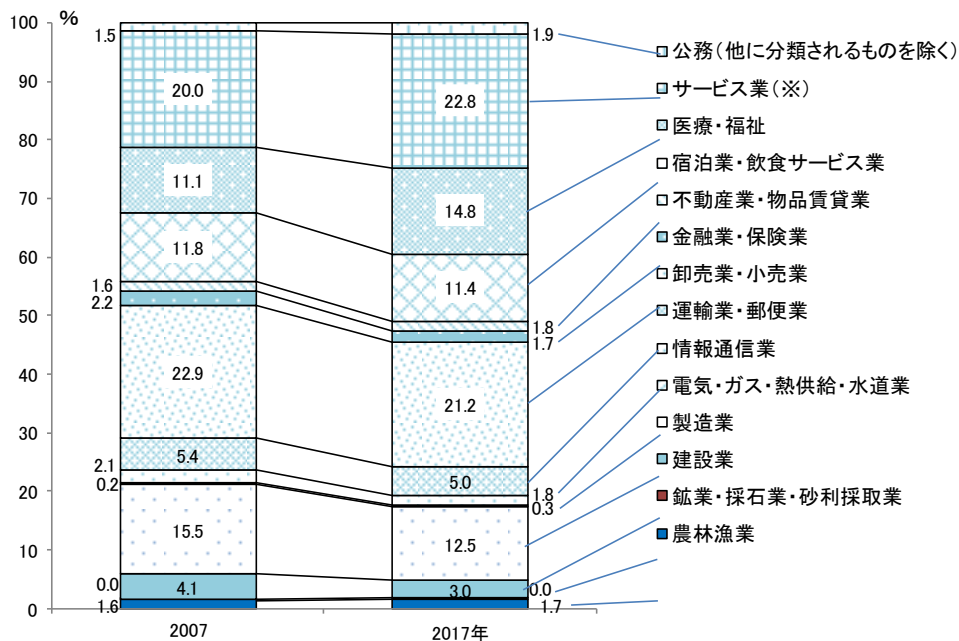 %
100
90
80
70
60
50
40
30
20
10
0
1.5
20.0
11.1
11.8
1.6
2.2
22.9
5.4
2.1
0.2
15.5
0.0
4.1
1.6
2007
1.9
22.8
14.8
11.4
1.8
1.7
21.2
5.0
1.8
0.3
12.5
3.0
0.0
1.7
2017年
公務(他に分類されるものを除く)
サービス業(※)
医療・福祉
宿泊業・飲食サービス業
不動産業・物品賃貸業
金融業・保険業
卸売業・小売業
運輸業・郵便業
情報通信業
電気・ガス・熱供給・水道業
製造業
建設業
鉱業・採石業・砂利採取業
農林漁業